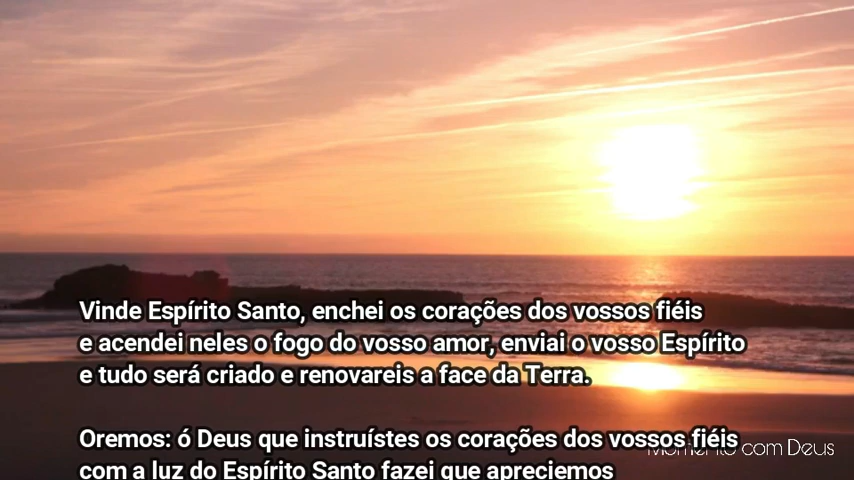 Vinde Espírito Santo, enchei os corações dos vossos fiéis
e acendei neles o fogo do vosso amor, enviai o vosso Espírito
e tudo será criado e renovareis a face da Terra.
Oremos: ó Deus que instruístes os corações dos vossos fiéis
com a luz do Espírito Santo fazei que apreciemos
Momento com Deus